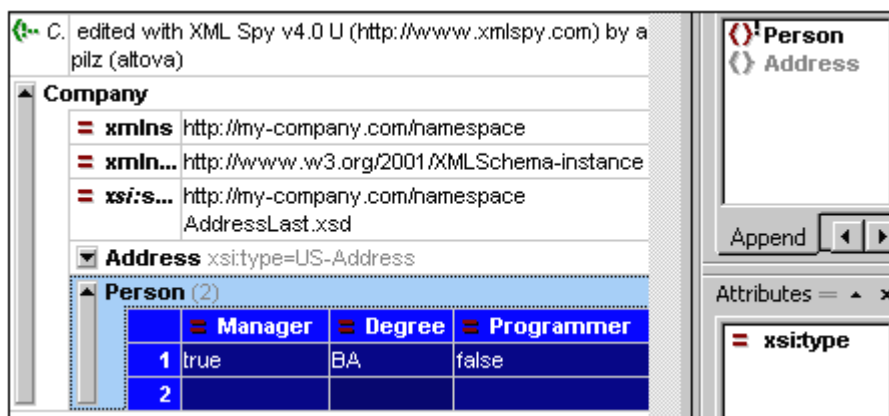 C. edited with XML Spy v4.0 U (http://www.xmlspy.com) by a
pilz (altova)
Company
= xmlns http://my-company.com/namespace
= xmln... http://www.w3.org/2001/XMLSchema-instance
= xsi:s... http://my-company.com/namespace
AddressLast.xsd
Address xsi:type=US-Address
Person (2)
= Manager = Degree = Programmer
1 true BA false
2
Person
Address
Append
Attributes
= xsi:type